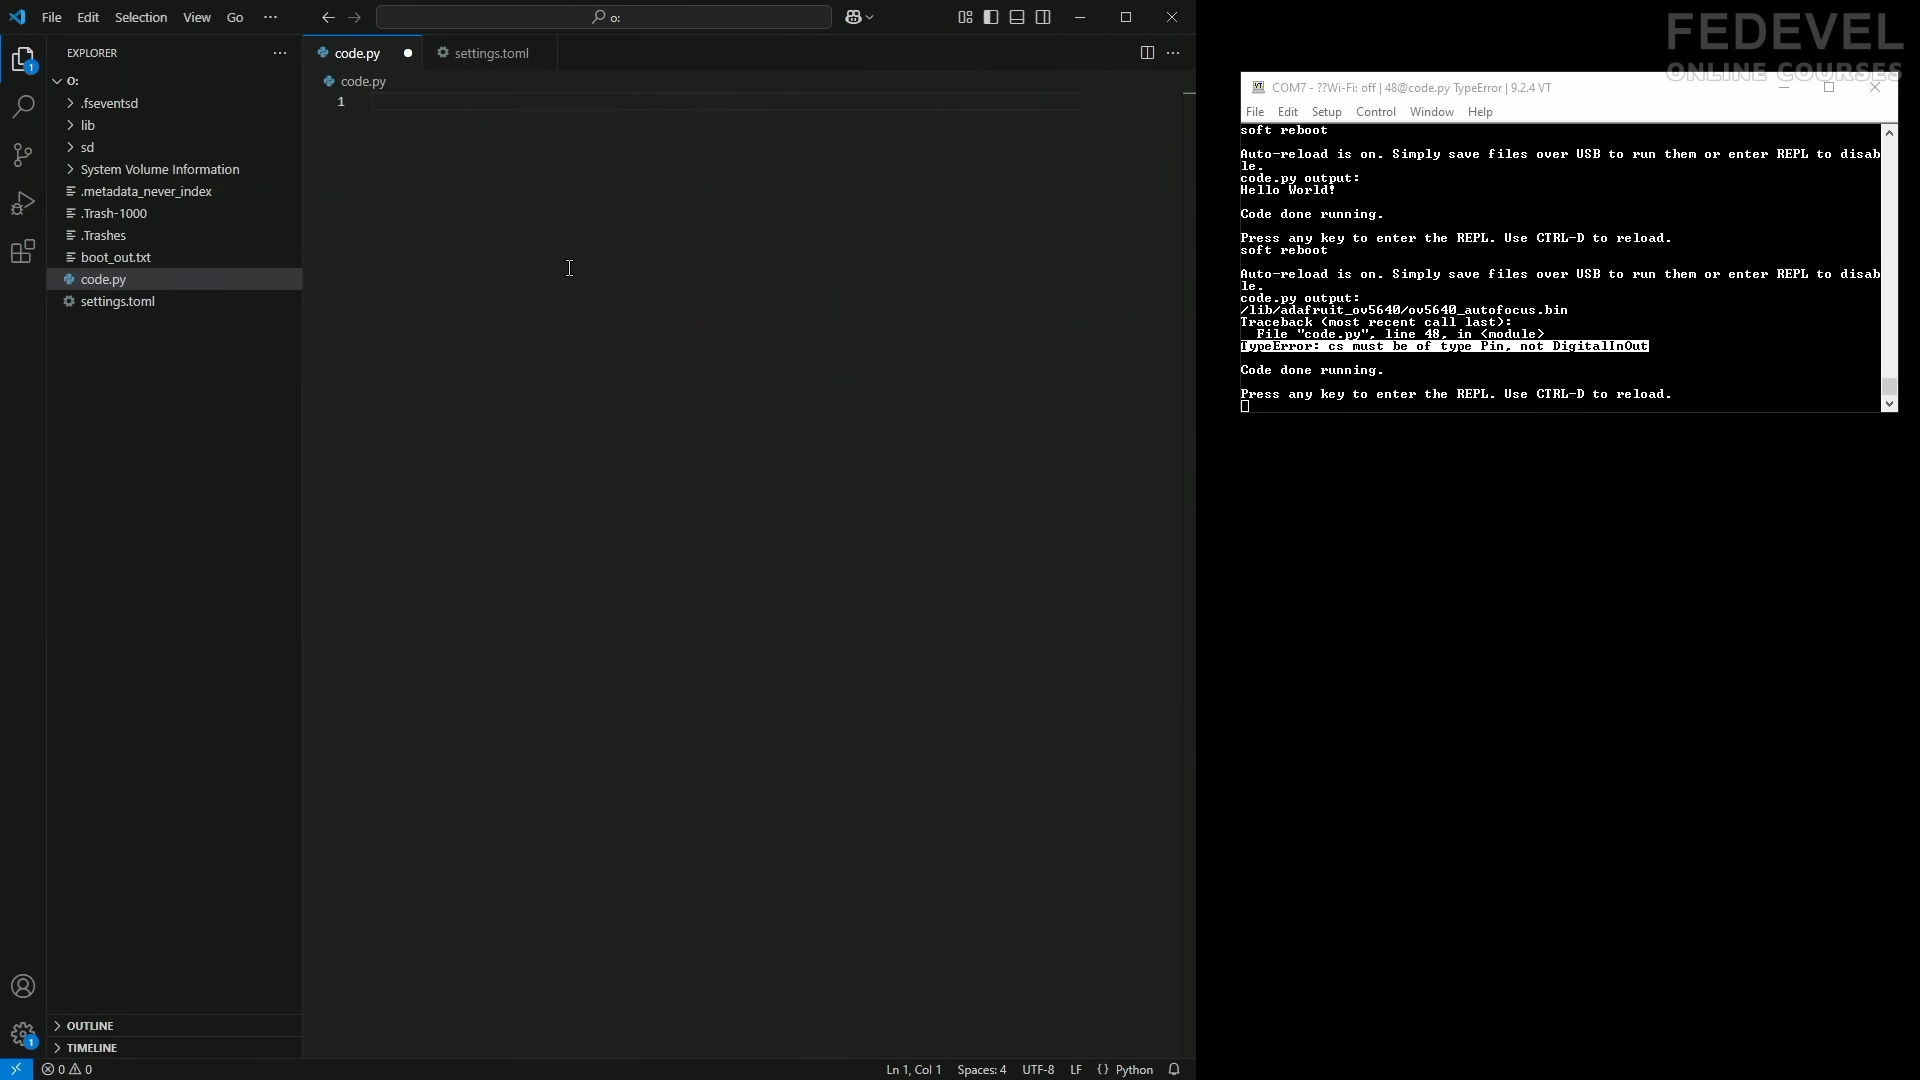 File Edit Selection View Go ···
o:
FEDEVEL
ONLINE COURSES
EXPLORER
O:
.fseventsd
lib
sd
System Volume Information
.metadata_never_index
.Trash-1000
.Trashes
boot_out.txt
code.py
settings.toml
OUTLINE
TIMELINE
1
1
code.py
settings.toml
code.py
1
0 0
Ln 1, Col 1 Spaces: 4 UTF-8 LF {} Python
COM7 - ??Wi-Fi: off | 48@code.py TypeError | 9.2.4 VT
File Edit Setup Control Window Help
soft reboot
Auto-reload is on. Simply save files over USB to run them or enter REPL to disab
le.
code.py output:
Hello World!
Code done running.
Press any key to enter the REPL. Use CTRL-D to reload.
soft reboot
Auto-reload is on. Simply save files over USB to run them or enter REPL to disab
le.
code.py output:
/lib/adafruit_ov5640/ov5640_autofocus.bin
Traceback (most recent call last):
File "code.py", line 48, in <module>
TypeError: cs must be of type Pin, not DigitalInOut
Code done running.
Press any key to enter the REPL. Use CTRL-D to reload.